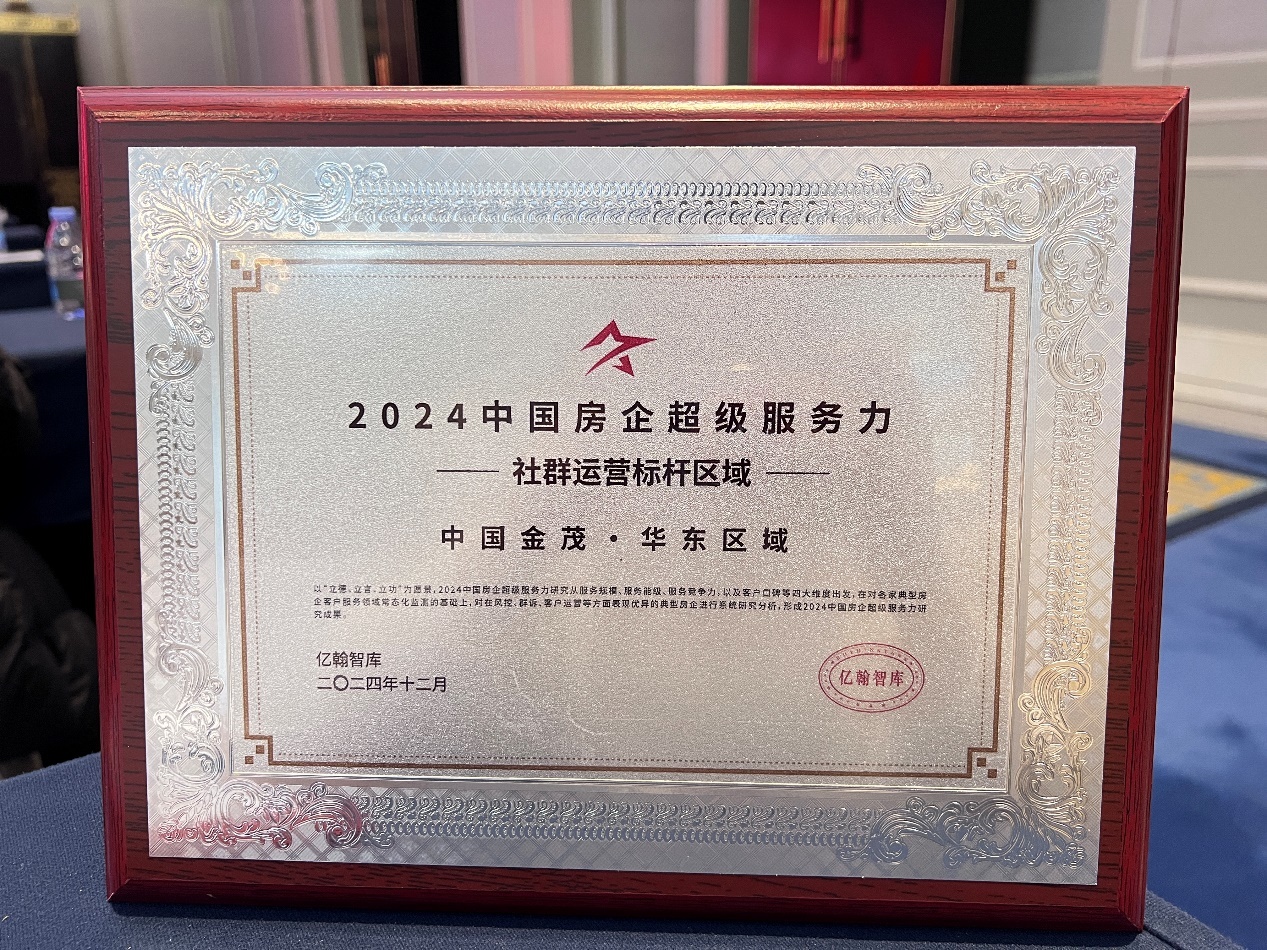 2024中国房企超级服务力
社群运营标杆区域
中国金茂·华东区域
以“立德、立言、立功”为愿景，2024中国房企超级服务力研究从服务规模、服务能级、服务竞争力，以及客户口碑等四大维度出发，在对各家典型房
企客户服务领域常态化监测的基础上，对在风控、群诉、客户运营等方面表现优异的典型房企进行系统研究分析，形成2024中国房企超级服务力研
究成果。
亿翰智库
二〇二四年十二月
亿翰智库